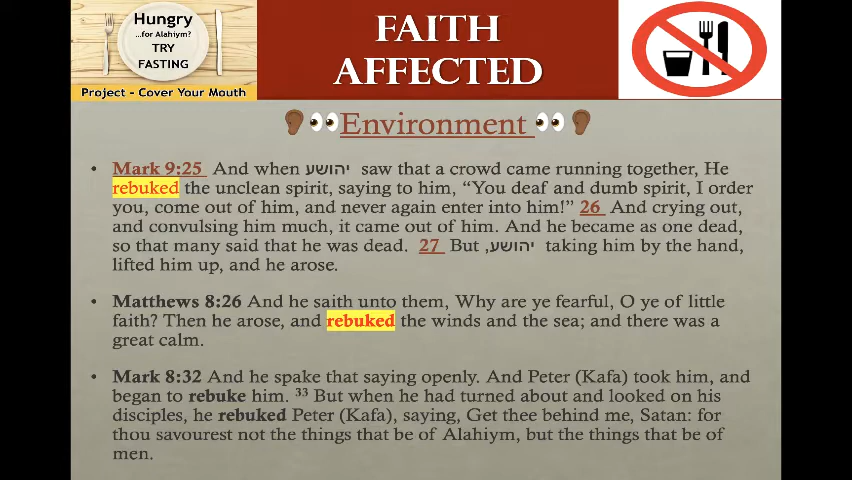 Hungry
...for Alahiym?
TRY
FASTING
Project - Cover Your Mouth
FAITH
AFFECTED
Environment
• Mark 9:25 And when יהושע saw that a crowd came running together, He
rebuked the unclean spirit, saying to him, “You deaf and dumb spirit, I order
you, come out of him, and never again enter into him!” 26 And crying out,
and convulsing him much, it came out of him. And he became as one dead,
so that many said that he was dead. 27 But יהושע, taking him by the hand,
lifted him up, and he arose.
• Matthews 8:26 And he saith unto them, Why are ye fearful, O ye of little
faith? Then he arose, and rebuked the winds and the sea; and there was a
great calm.
• Mark 8:32 And he spake that saying openly. And Peter (Kafa) took him, and
began to rebuke him. 33 But when he had turned about and looked on his
disciples, he rebuked Peter (Kafa), saying, Get thee behind me, Satan: for
thou savourest not the things that be of Alahiym, but the things that be of
men.